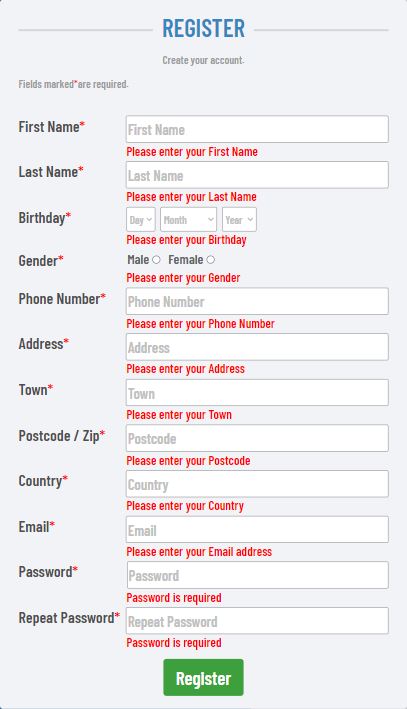 REGISTER
Create your account.
Fields marked*are required.
First Name* First Name
Please enter your First Name
Last Name* Last Name
Please enter your Last Name
Birthday* Day Month Year
Please enter your Birthday
Gender* Male Female
Please enter your Gender
Phone Number* Phone Number
Please enter your Phone Number
Address* Address
Please enter your Address
Town* Town
Please enter your Town
Postcode / Zip* Postcode
Please enter your Postcode
Country* Country
Please enter your Country
Email* Email
Please enter your Email address
Password* Password
Password is required
Repeat Password* Repeat Password
Password is required
Register